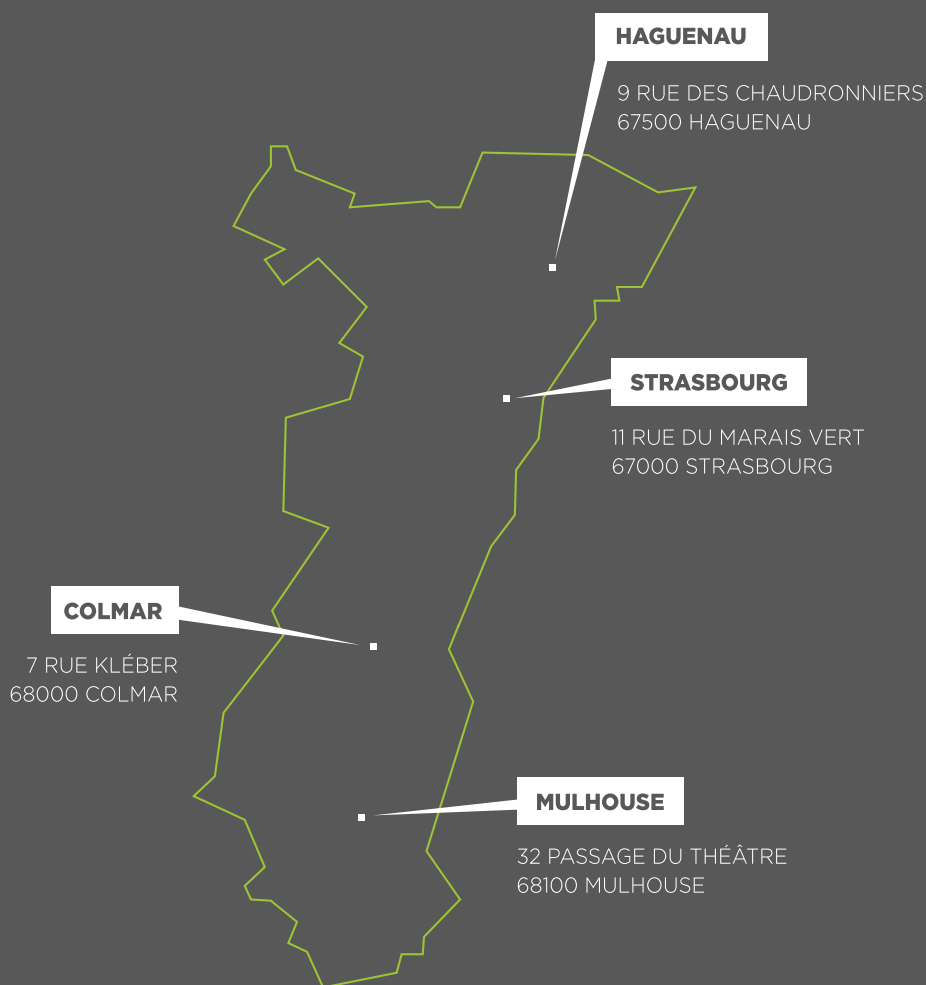 HAGUENAU
9 RUE DES CHAUDRONNIERS
67500 HAGUENAU
STRASBOURG
11 RUE DU MARAIS VERT
67000 STRASBOURG
COLMAR
7 RUE KLÉBER
68000 COLMAR
MULHOUSE
32 PASSAGE DU THÉÂTRE
68100 MULHOUSE